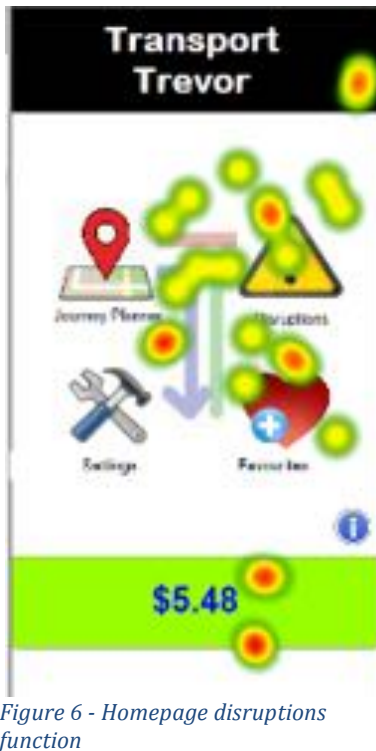 Transport
Trevor
Journey Planner
Disruptions
Settings
Favourites
i
$5.48
Figure 6 - Homepage disruptions
function